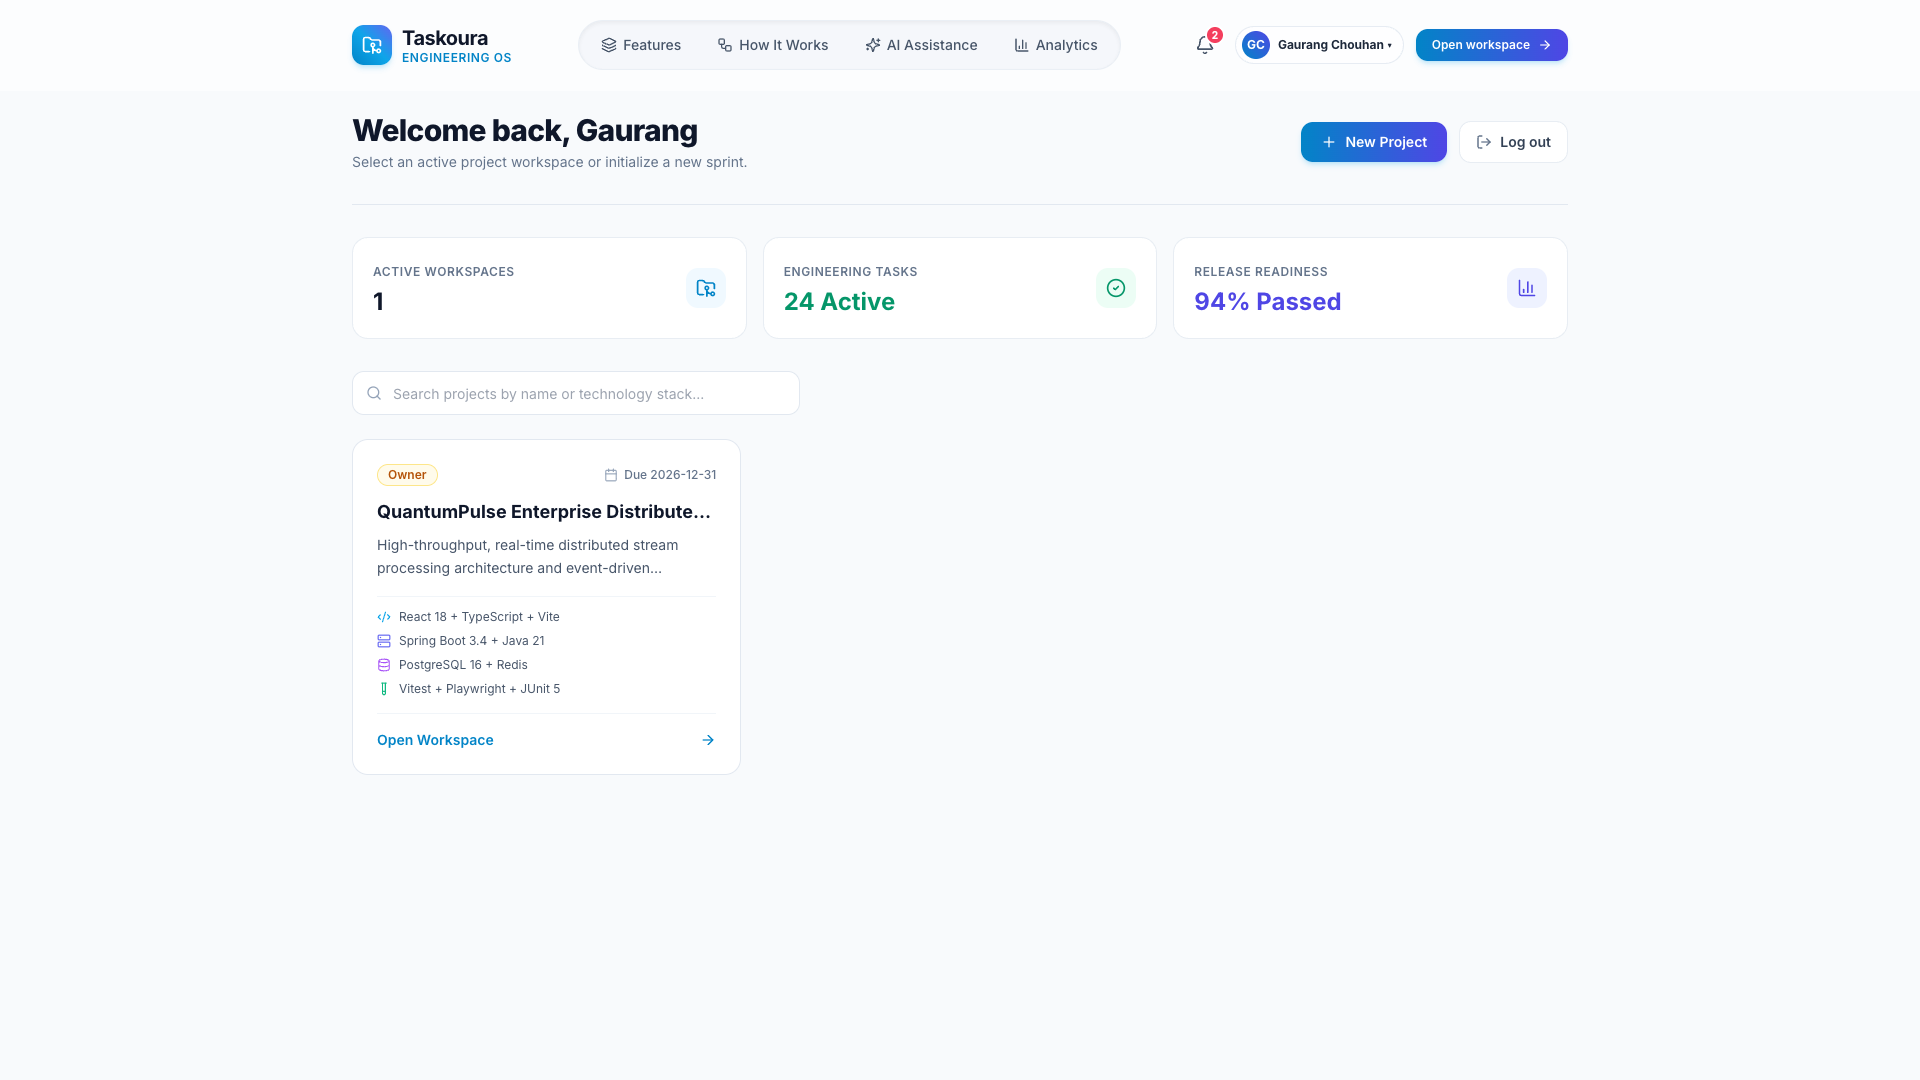 Taskoura
ENGINEERING OS
Features
How It Works
AI Assistance
Analytics
2
GC
Gaurang Chouhan ▾
Open workspace
Welcome back, Gaurang
Select an active project workspace or initialize a new sprint.
New Project
Log out
ACTIVE WORKSPACES
1
ENGINEERING TASKS
24 Active
RELEASE READINESS
94% Passed
Search projects by name or technology stack...
Owner
Due 2026-12-31
QuantumPulse Enterprise Distribute...
High-throughput, real-time distributed stream
processing architecture and event-driven...
React 18 + TypeScript + Vite
Spring Boot 3.4 + Java 21
PostgreSQL 16 + Redis
Vitest + Playwright + JUnit 5
Open Workspace